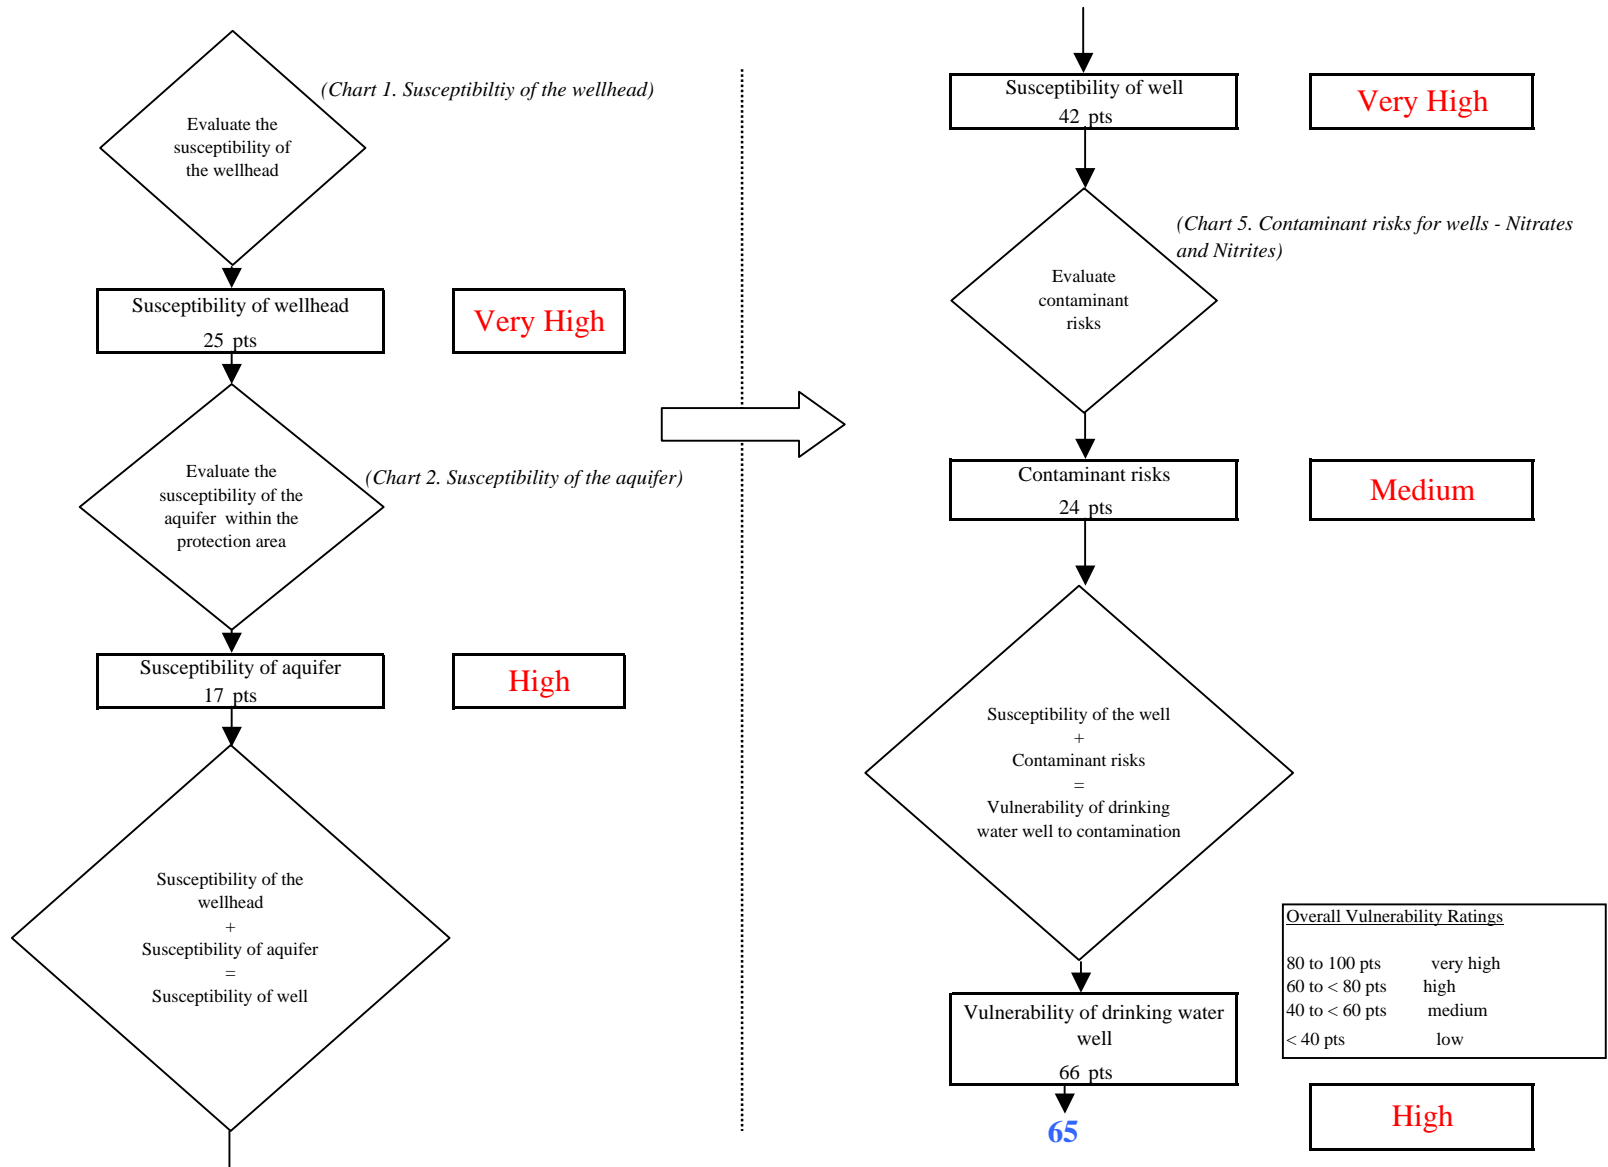 (Chart 1. Susceptibiltiy of the wellhead)
Evaluate the
susceptibility of
the wellhead
Susceptibility of wellhead
25 pts
Very High
Evaluate the
susceptibility of the
aquifer within the
protection area
(Chart 2. Susceptibility of the aquifer)
Susceptibility of aquifer
17 pts
High
Susceptibility of the
wellhead
+
Susceptibility of aquifer
=
Susceptibility of well
Susceptibility of well
42 pts
Very High
(Chart 5. Contaminant risks for wells - Nitrates
and Nitrites)
Evaluate
contaminant
risks
Contaminant risks
24 pts
Medium
Susceptibility of the well
+
Contaminant risks
=
Vulnerability of drinking
water well to contamination
Overall Vulnerability Ratings
80 to 100 pts very high
60 to < 80 pts high
40 to < 60 pts medium
< 40 pts low
Vulnerability of drinking water
well
66 pts
65
High